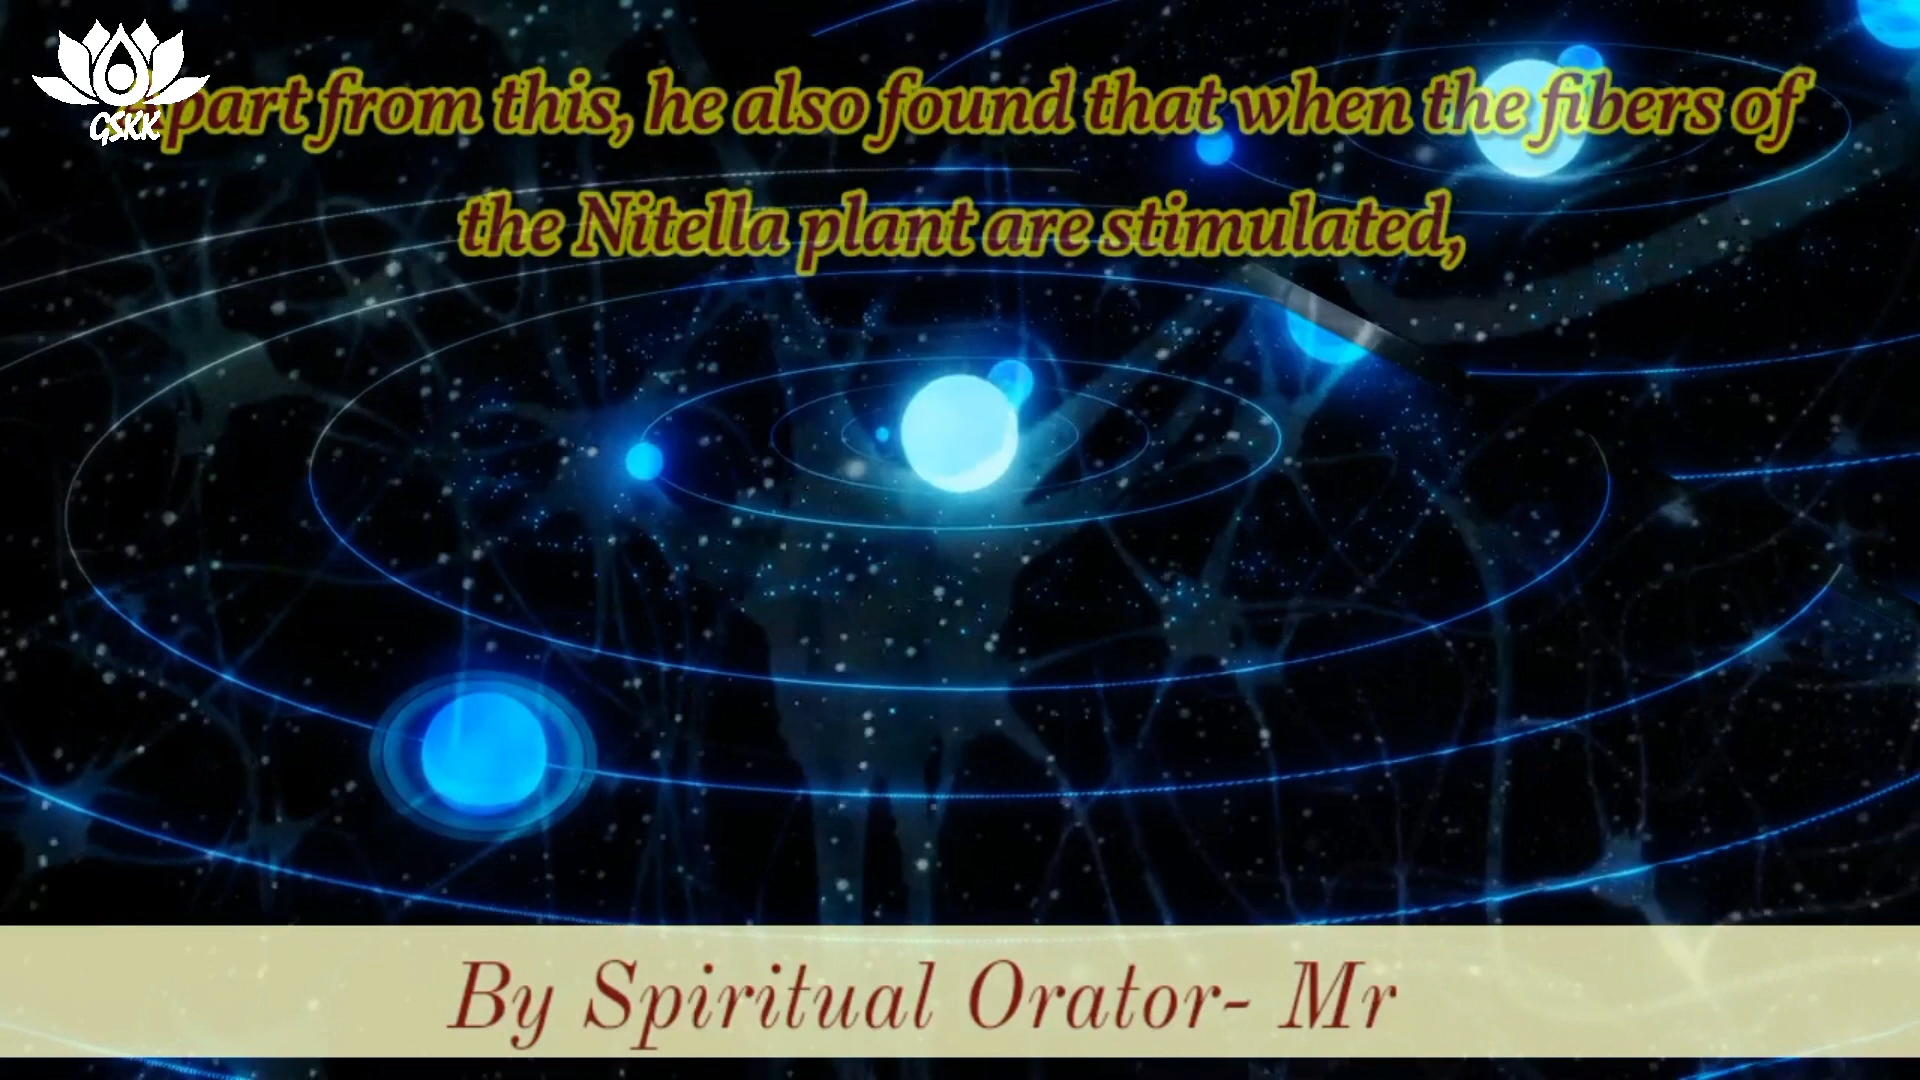 GSKK
Apart from this, he also found that when the fibers of
the Nitella plant are stimulated,
By Spiritual Orator- Mr